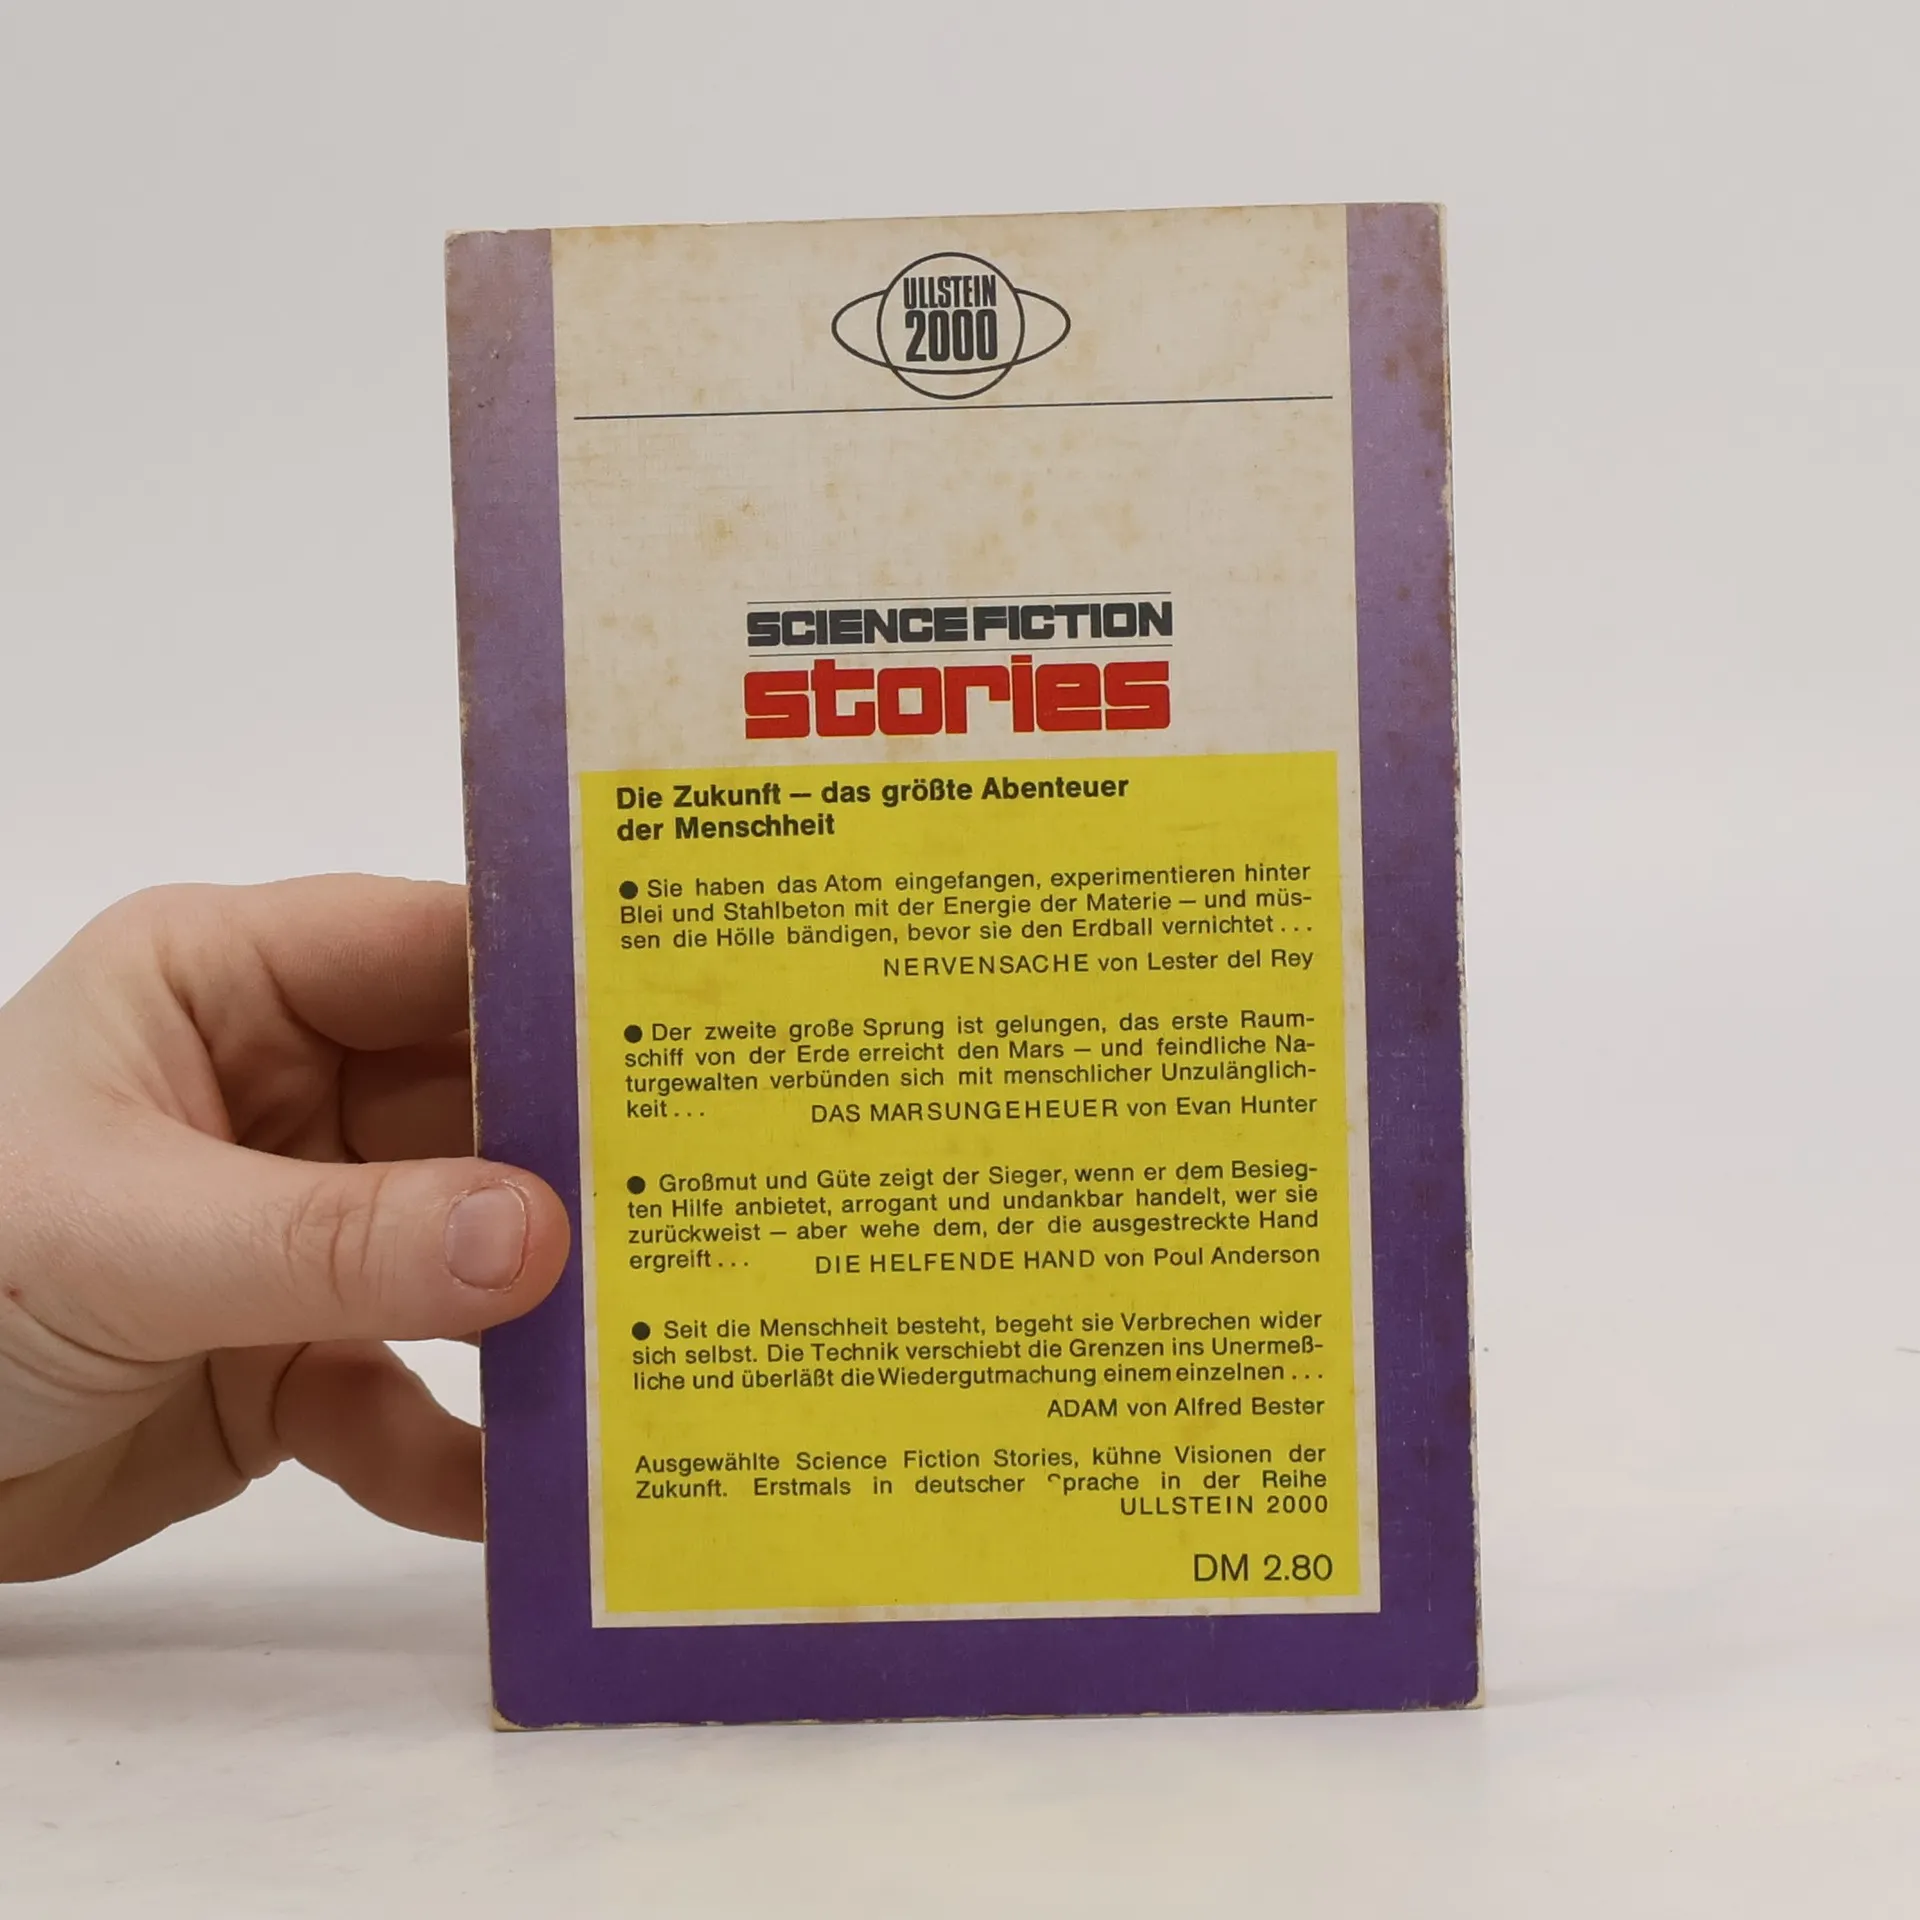 ULLSTEIN
2000
SCIENCE FICTION
stories
Die Zukunft – das größte Abenteuer
der Menschheit
● Sie haben das Atom eingefangen, experimentieren hinter
Blei und Stahlbeton mit der Energie der Materie – und müs-
sen die Hölle bändigen, bevor sie den Erdball vernichtet...
NERVENSACHE von Lester del Rey
● Der zweite große Sprung ist gelungen, das erste Raum-
schiff von der Erde erreicht den Mars – und feindliche Na-
turgewalten verbünden sich mit menschlicher Unzulänglich-
keit... DAS MARSUNGEHEUER von Evan Hunter
● Großmut und Güte zeigt der Sieger, wenn er dem Besieg-
ten Hilfe anbietet, arrogant und undankbar handelt, wer sie
zurückweist – aber wehe dem, der die ausgestreckte Hand
ergreift... DIE HELFENDE HAND von Poul Anderson
● Seit die Menschheit besteht, begeht sie Verbrechen wider
sich selbst. Die Technik verschiebt die Grenzen ins Unermeß-
liche und überläßt die Wiedergutmachung einem einzelnen...
ADAM von Alfred Bester
Ausgewählte Science Fiction Stories, kühne Visionen der
Zukunft. Erstmals in deutscher Sprache in der Reihe
ULLSTEIN 2000
DM 2.80